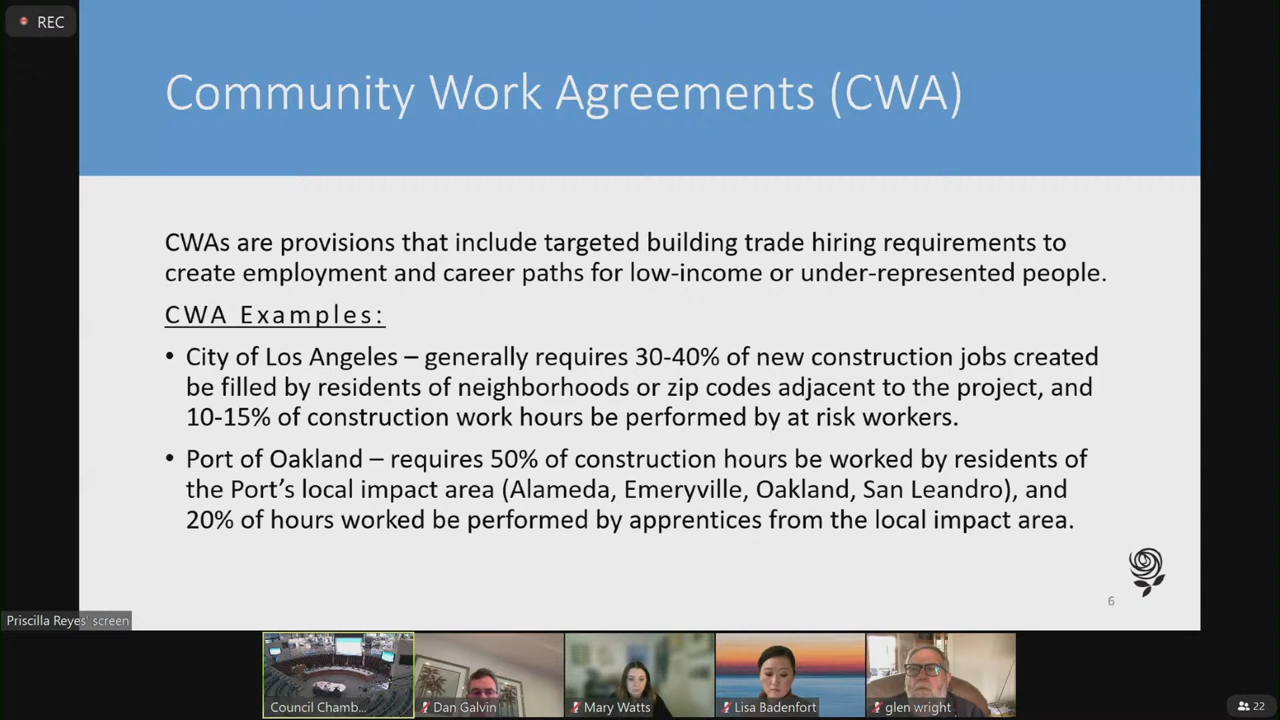 REC
Community Work Agreements (CWA)
CWAs are provisions that include targeted building trade hiring requirements to
create employment and career paths for low-income or under-represented people.
CWA Examples:
• City of Los Angeles – generally requires 30-40% of new construction jobs created
be filled by residents of neighborhoods or zip codes adjacent to the project, and
10-15% of construction work hours be performed by at risk workers.
• Port of Oakland – requires 50% of construction hours be worked by residents of
the Port’s local impact area (Alameda, Emeryville, Oakland, San Leandro), and
20% of hours worked be performed by apprentices from the local impact area.
6
Priscilla Reyes' screen
Council Chamb...
Dan Galvin
Mary Watts
Lisa Badenfort
glen wright
22